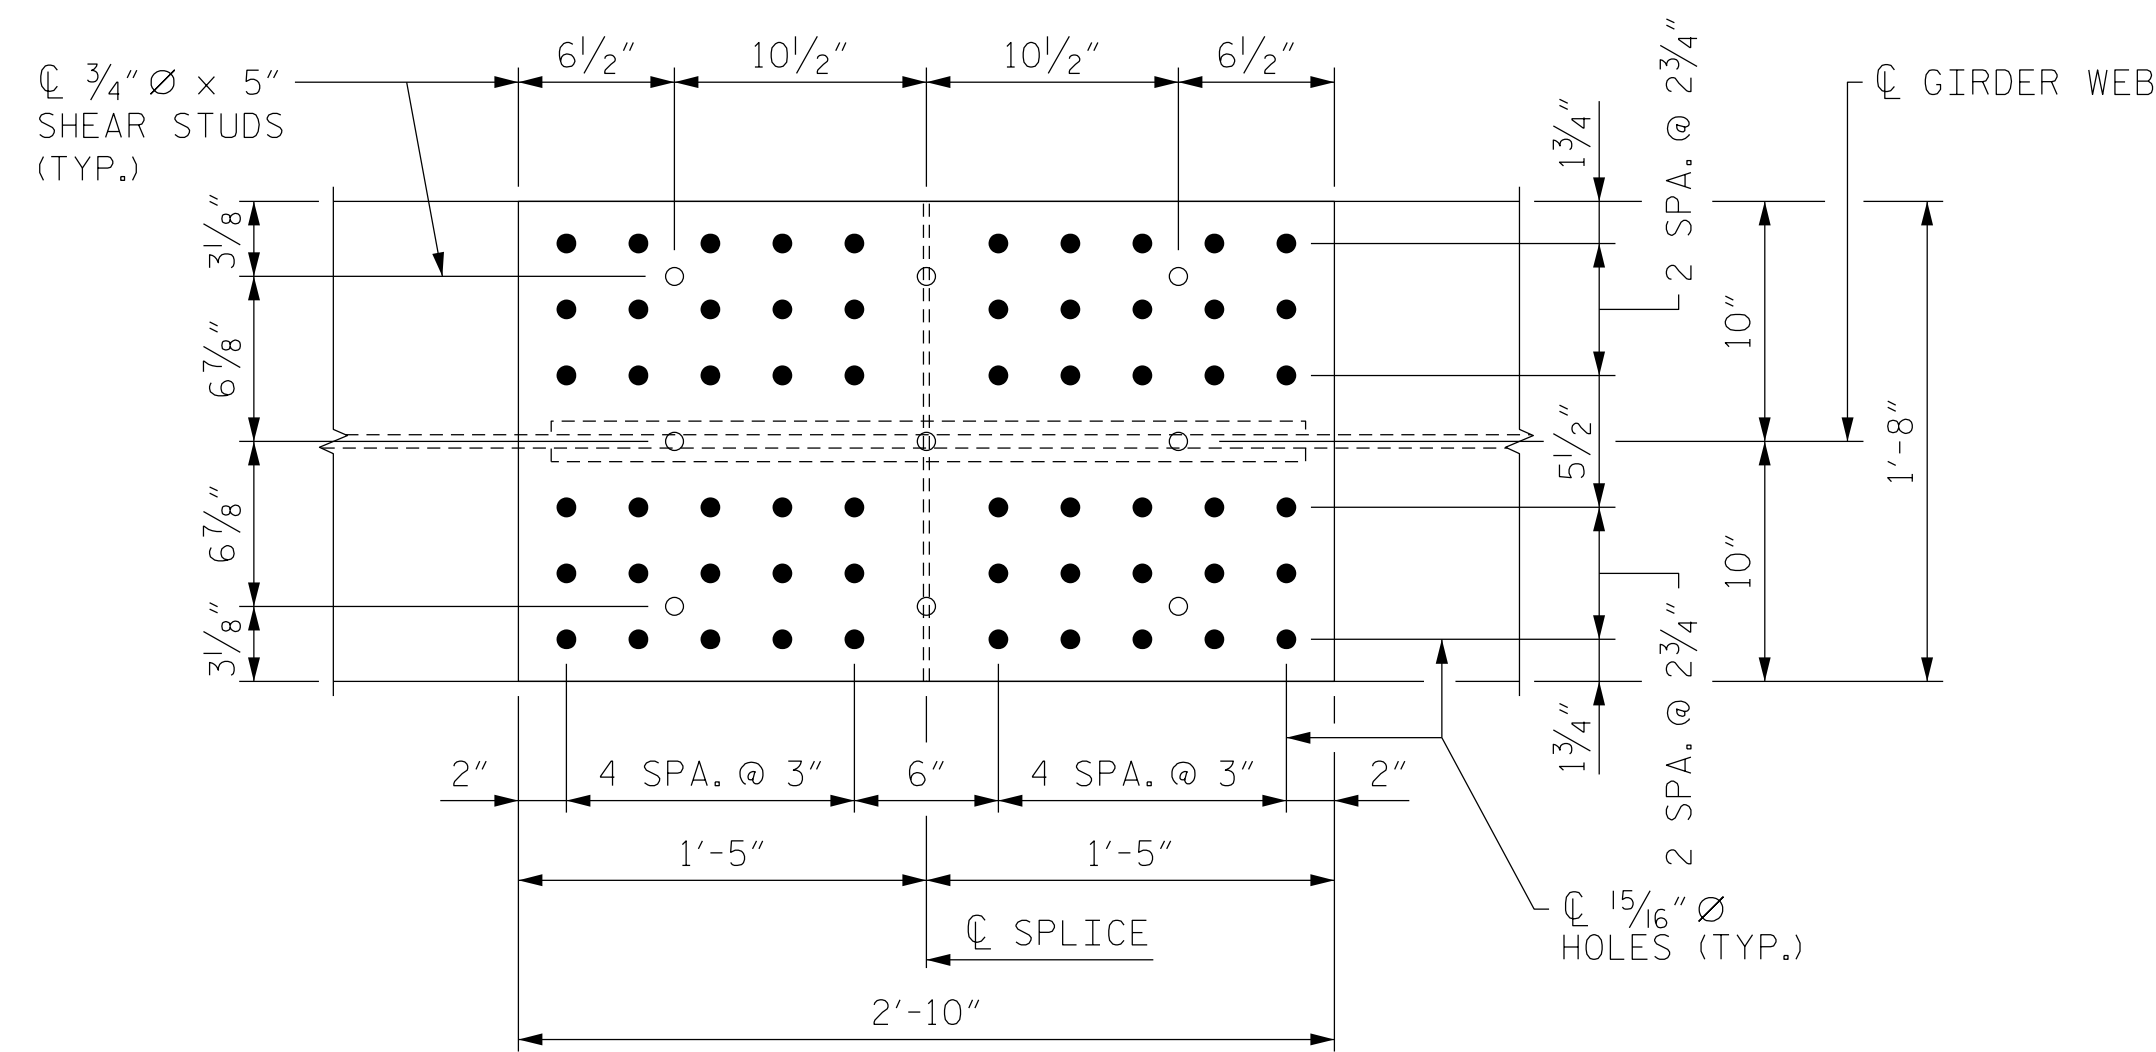 6 1/2" 10 1/2" 10 1/2" 6 1/2"
℄ 3/4" Ø x 5"
SHEAR STUDS
(TYP.)
℄ GIRDER WEB
3 1/8"
6 7/8"
6 7/8"
3 1/8"
1 3/4"
2 SPA. @ 2 3/4"
5 1/2"
2 SPA. @ 2 3/4"
1 3/4"
10"
10"
1'-8"
2" 4 SPA. @ 3" 6" 4 SPA. @ 3" 2"
1'-5" 1'-5"
℄ SPLICE
2'-10"
℄ 15/16" Ø
HOLES (TYP.)